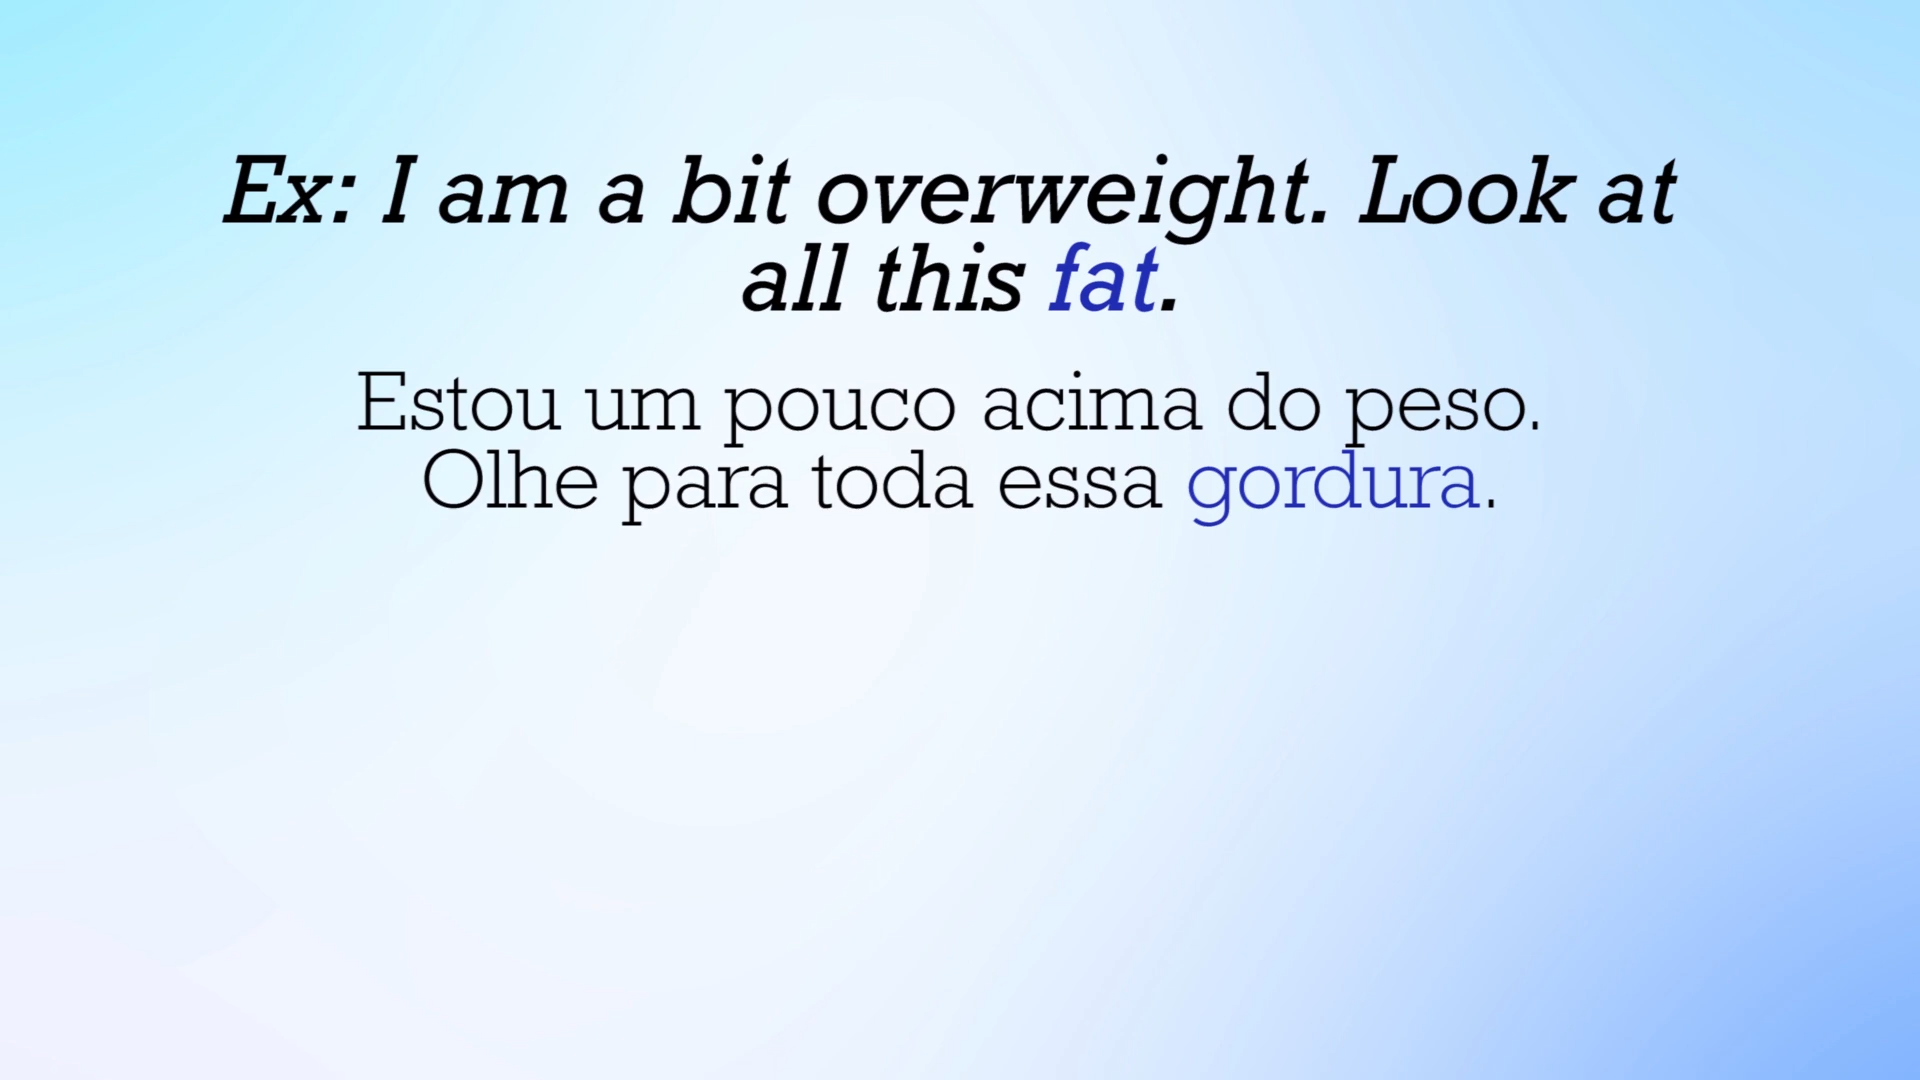 Ex: I am a bit overweight. Look at
all this fat.
Estou um pouco acima do peso.
Olhe para toda essa gordura.